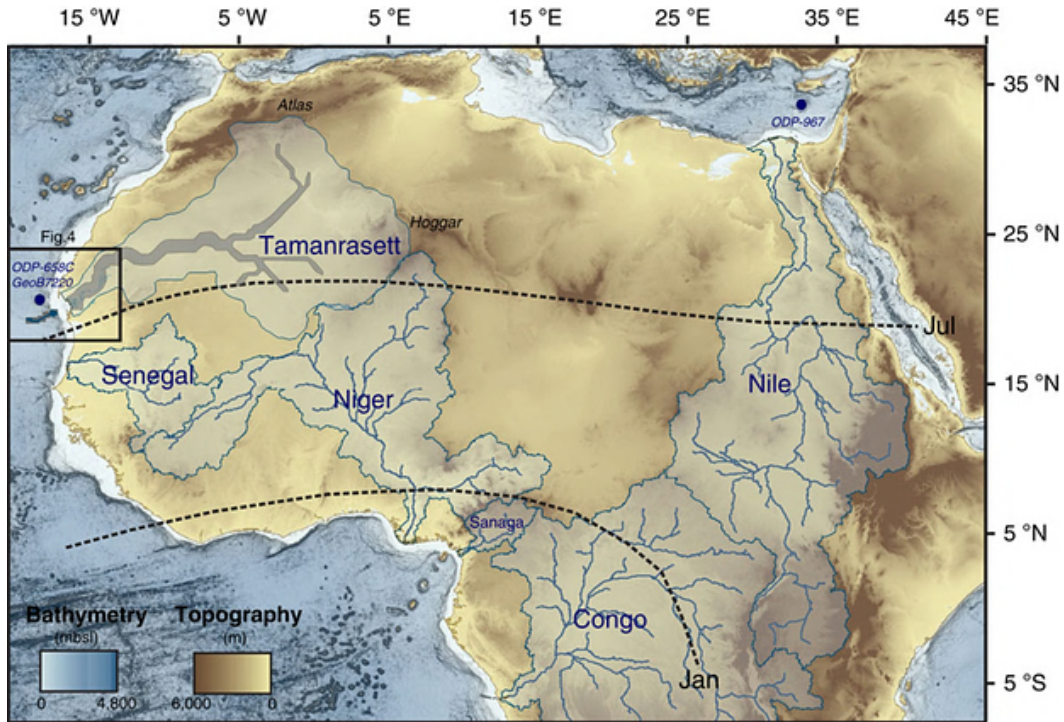 15 °W
5 °W
5 °E
15 °E
25 °E
35 °E
45 °E
35 °N
Atlas
ODP-967
Hoggar
25 °N
Fig.4
Tamanrasett
ODP-658C
GeoB7220
Jul
Senegal
Niger
Nile
15 °N
Sanaga
5 °N
Congo
Jan
5 °S
Bathymetry
(mbsl)
0
4,800
Topography
(m)
6,000
0